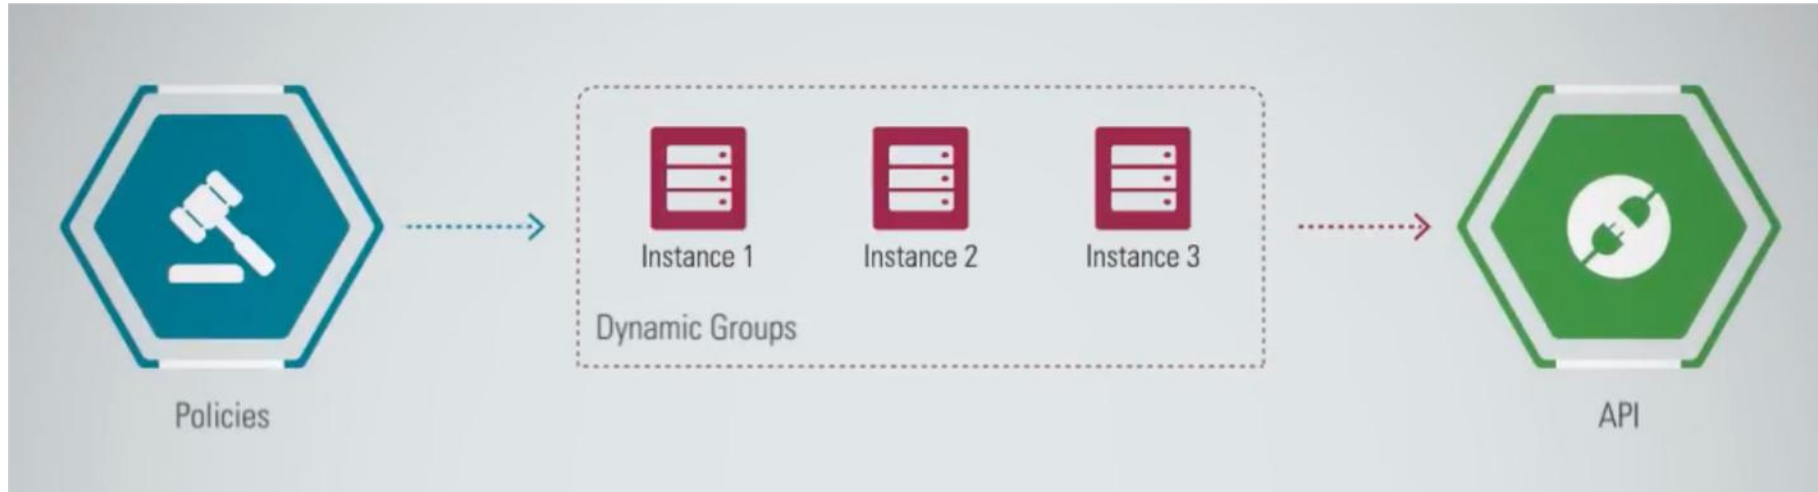 Instance 1
Instance 2
Instance 3
Dynamic Groups
Policies
API